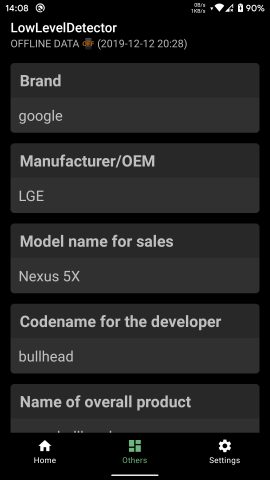 14:08 0B/s 1KB/s 90%
LowLevelDetector
OFFLINE DATA OFF (2019-12-12 20:28)
Brand
google
Manufacturer/OEM
LGE
Model name for sales
Nexus 5X
Codename for the developer
bullhead
Name of overall product
Home Others Settings